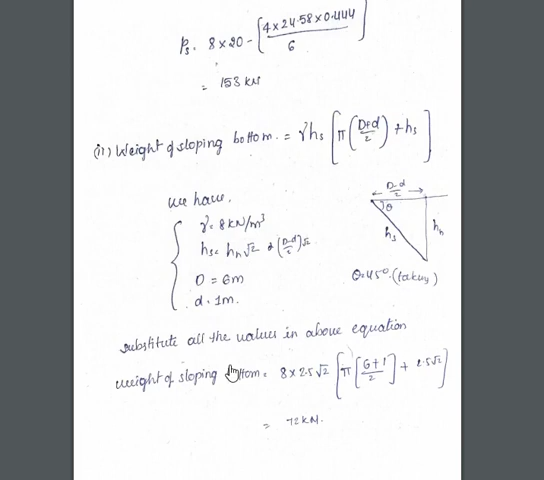 Ps = 8 × 20 - [4 × 24.58 × 0.444 / 6]
= 153 kN
(ii) Weight of sloping bottom = γhs [π (D+d / 2) + hs]
we have,
γ = 8 kN/m³
hs = hn√2 = (D-d / 2)√2
D = 6m
d = 1m.
D-d / 2
θ
hs
hn
θ=45° (taking)
substitute all the values in above equation
weight of sloping bottom = 8 × 2.5√2 [π [6+1 / 2] + 2.5√2]
= 72 kN.